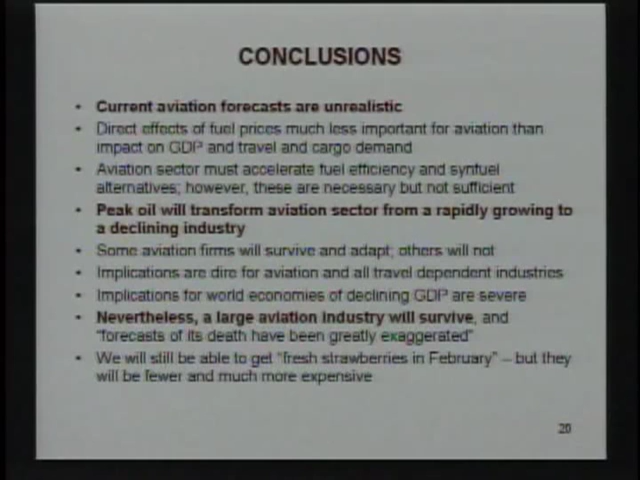 CONCLUSIONS
• Current aviation forecasts are unrealistic
• Direct effects of fuel prices much less important for aviation than
impact on GDP and travel and cargo demand
• Aviation sector must accelerate fuel efficiency and synfuel
alternatives; however, these are necessary but not sufficient
• Peak oil will transform aviation sector from a rapidly growing to
a declining industry
• Some aviation firms will survive and adapt; others will not
• Implications are dire for aviation and all travel dependent industries
• Implications for world economies of declining GDP are severe
• Nevertheless, a large aviation industry will survive, and
"forecasts of its death have been greatly exaggerated"
• We will still be able to get "fresh strawberries in February" – but they
will be fewer and much more expensive
20